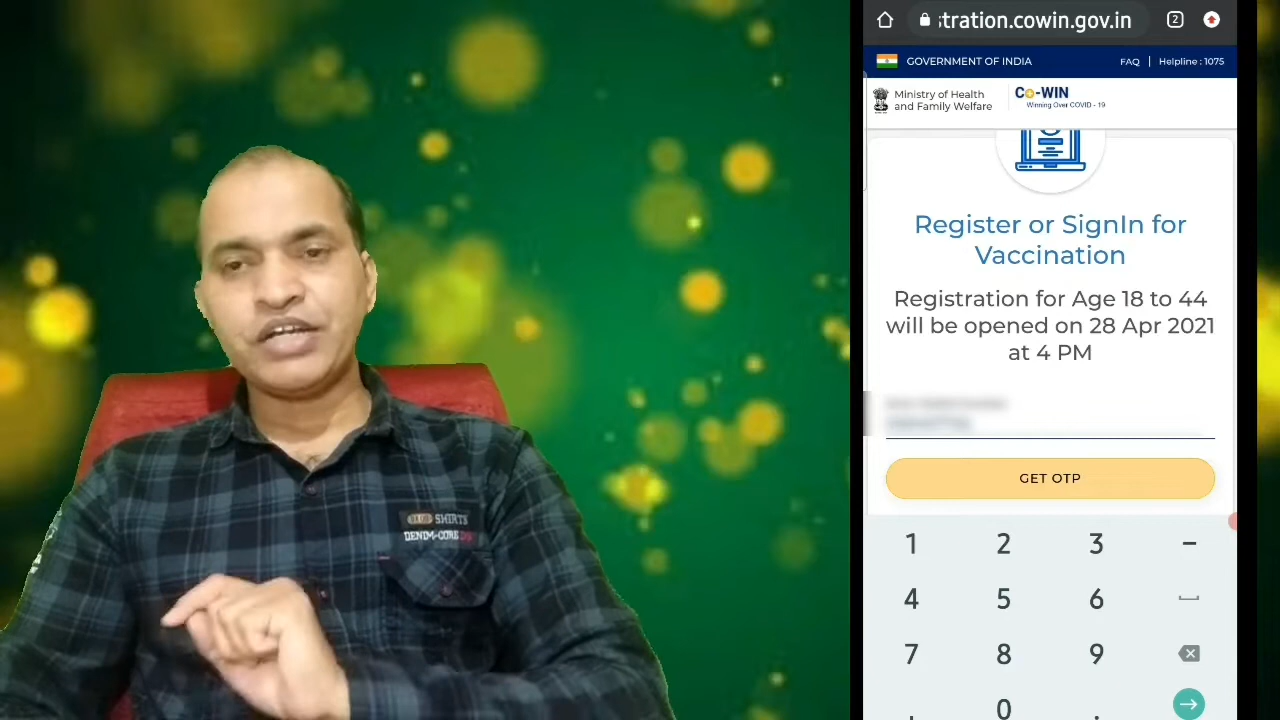 :tration.cowin.gov.in
2
GOVERNMENT OF INDIA
FAQ | Helpline : 1075
Ministry of Health
and Family Welfare
Co-WIN
Winning Over COVID - 19
Register or SignIn for
Vaccination
Registration for Age 18 to 44
will be opened on 28 Apr 2021
at 4 PM
GET OTP
1 2 3 -
4 5 6
7 8 9
0
SHIRTS
DENIM-CORE